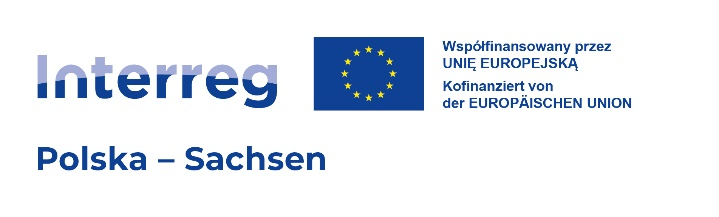 Interreg
Współfinansowany przez
UNIĘ EUROPEJSKĄ
Kofinanziert von
der EUROPÄISCHEN UNION
Polska – Sachsen